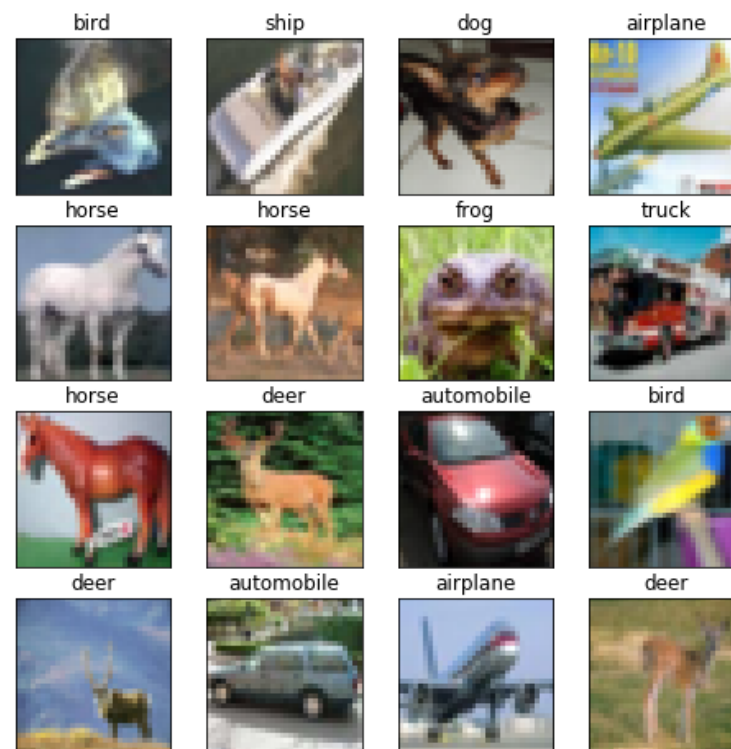 bird ship dog airplane
horse horse frog truck
horse deer automobile bird
deer automobile airplane deer